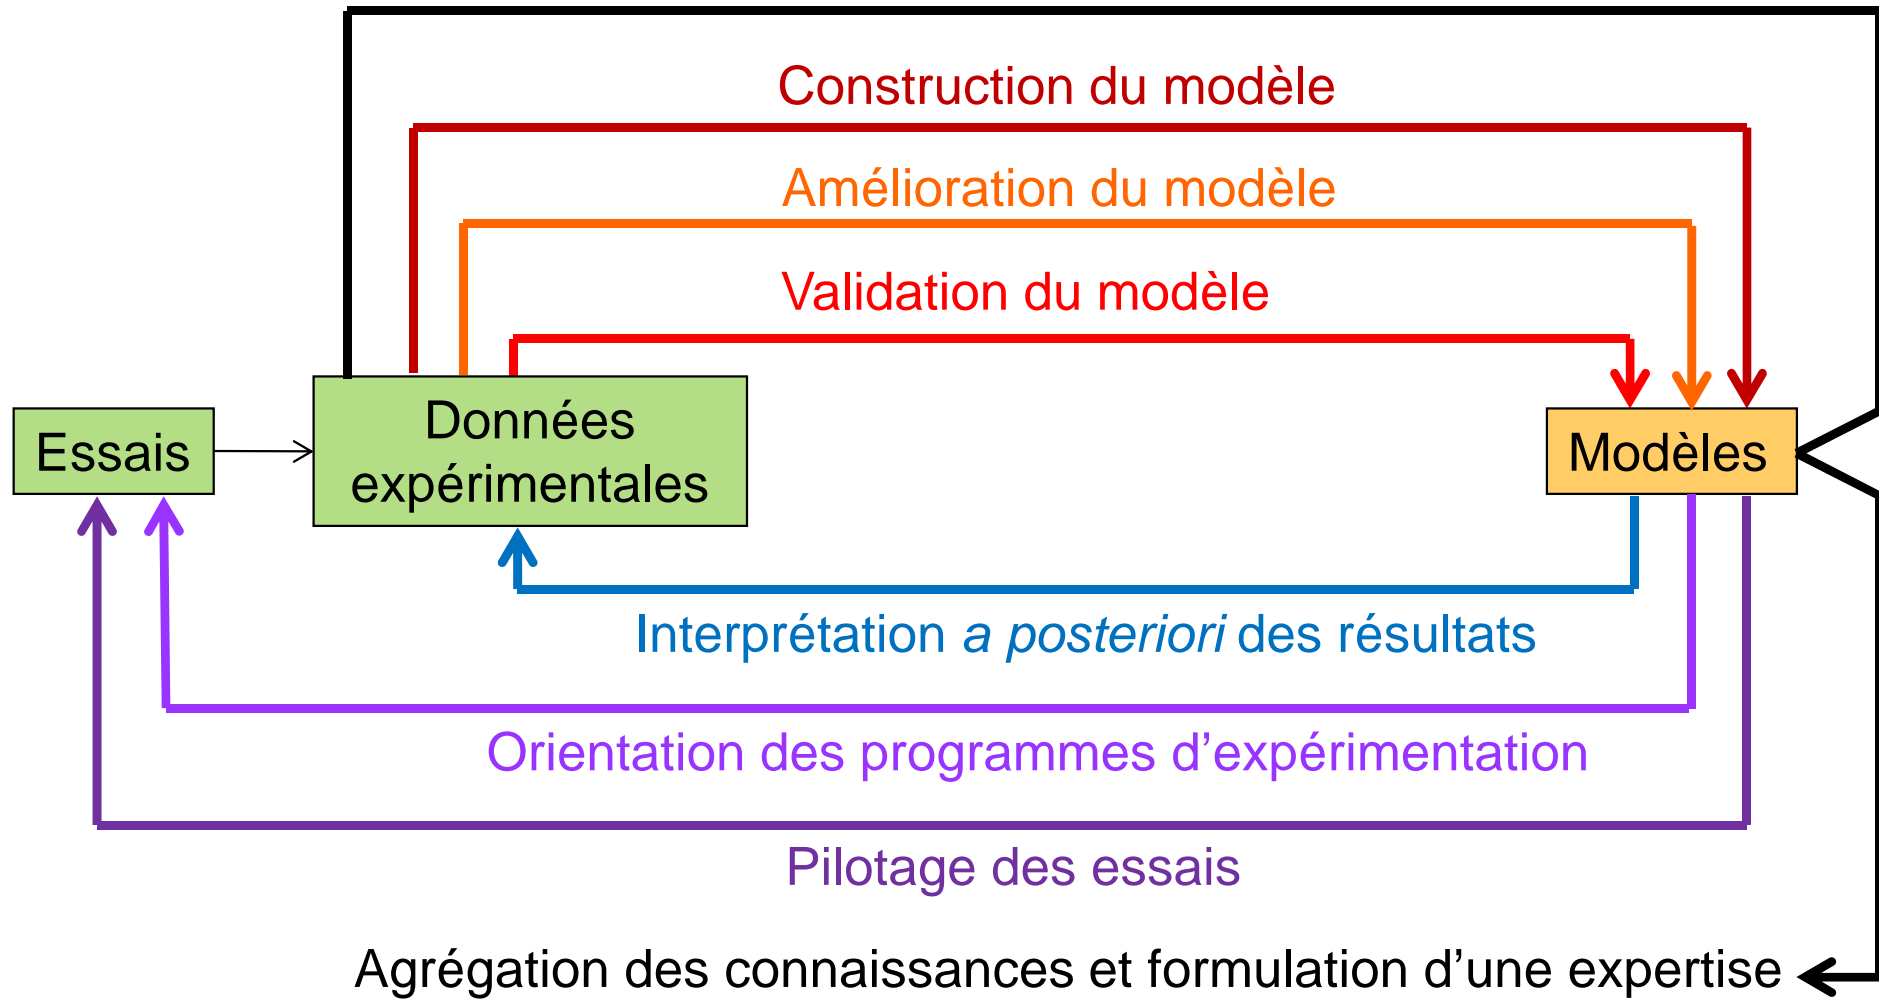 Construction du modèle
Amélioration du modèle
Validation du modèle
Essais
Données
expérimentales
Modèles
Interprétation a posteriori des résultats
Orientation des programmes d’expérimentation
Pilotage des essais
Agrégation des connaissances et formulation d’une expertise